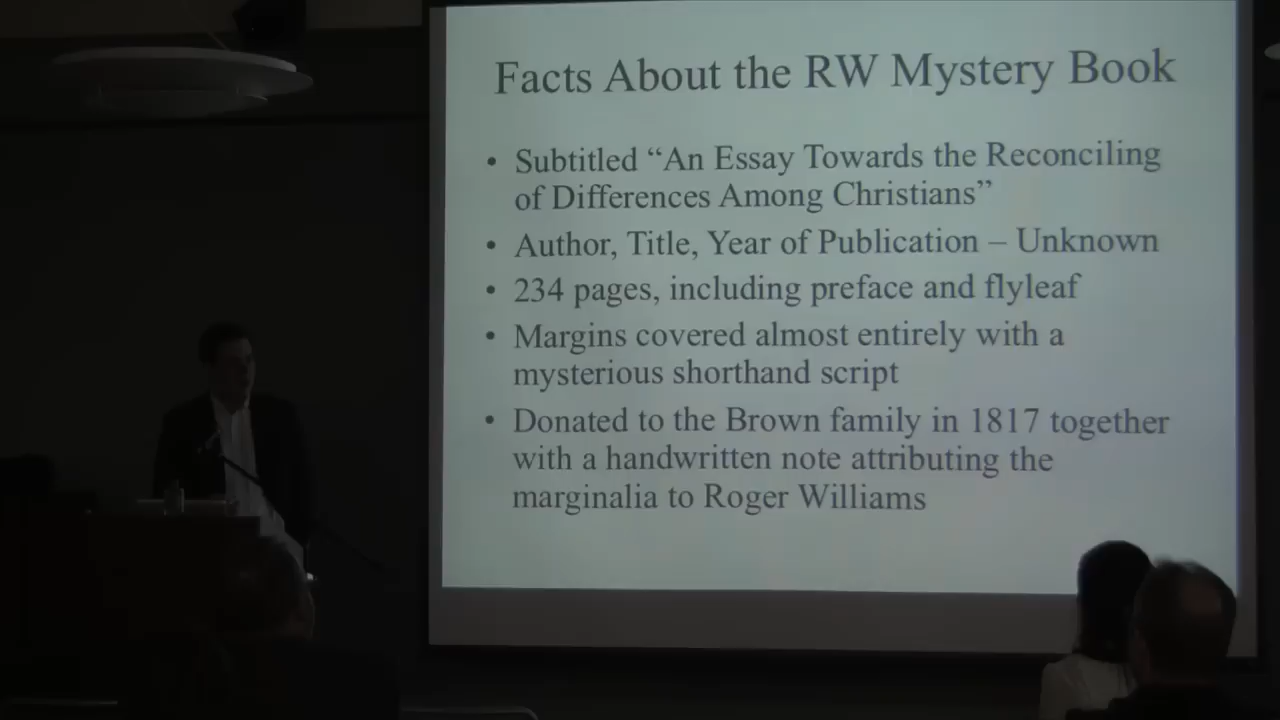 Facts About the RW Mystery Book
• Subtitled “An Essay Towards the Reconciling
of Differences Among Christians”
• Author, Title, Year of Publication – Unknown
• 234 pages, including preface and flyleaf
• Margins covered almost entirely with a
mysterious shorthand script
• Donated to the Brown family in 1817 together
with a handwritten note attributing the
marginalia to Roger Williams